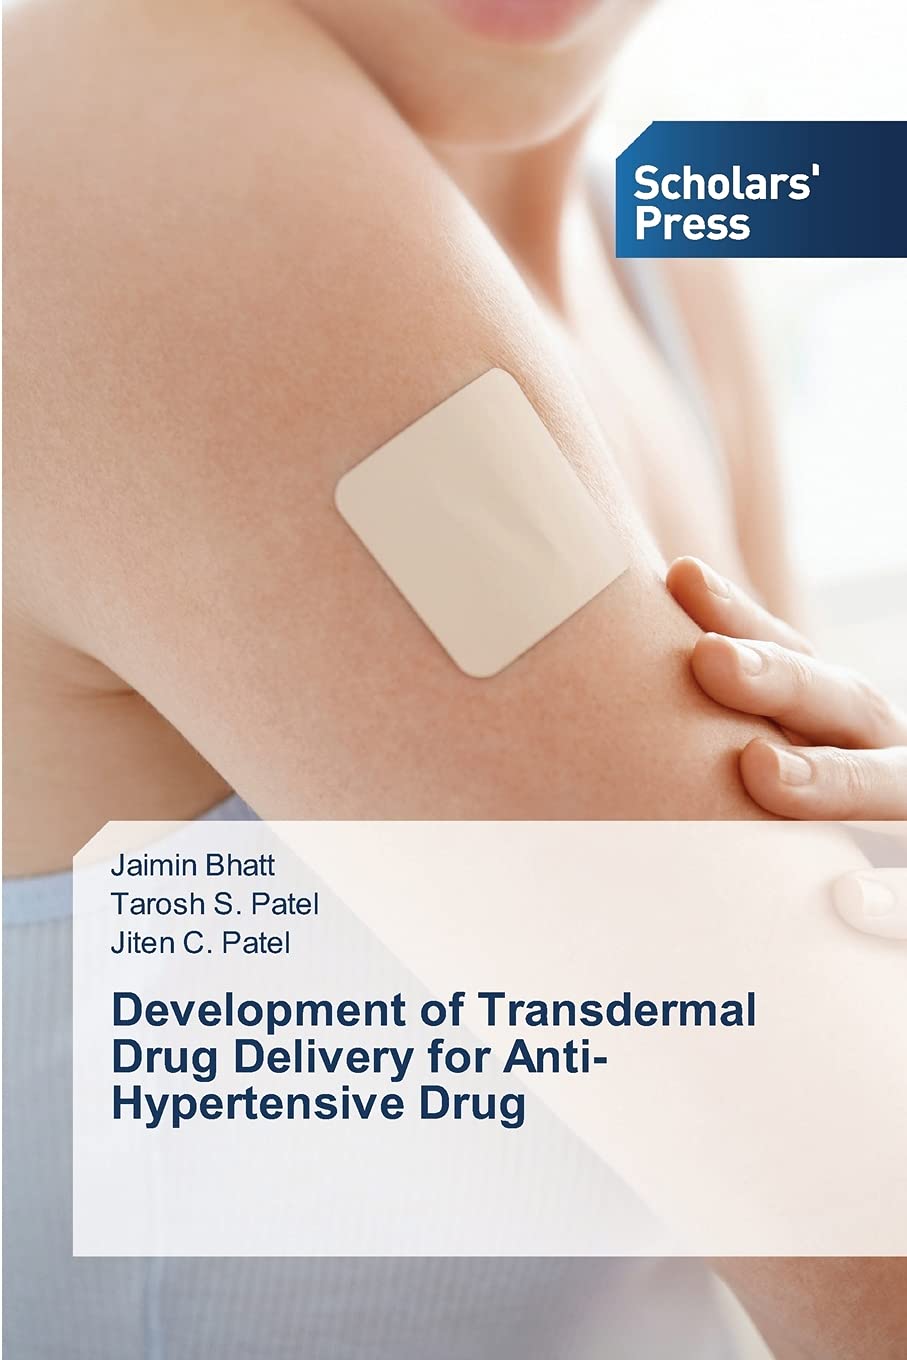 Scholars'
Press
Jaimin Bhatt
Tarosh S. Patel
Jiten C. Patel
Development of Transdermal
Drug Delivery for Anti-
Hypertensive Drug